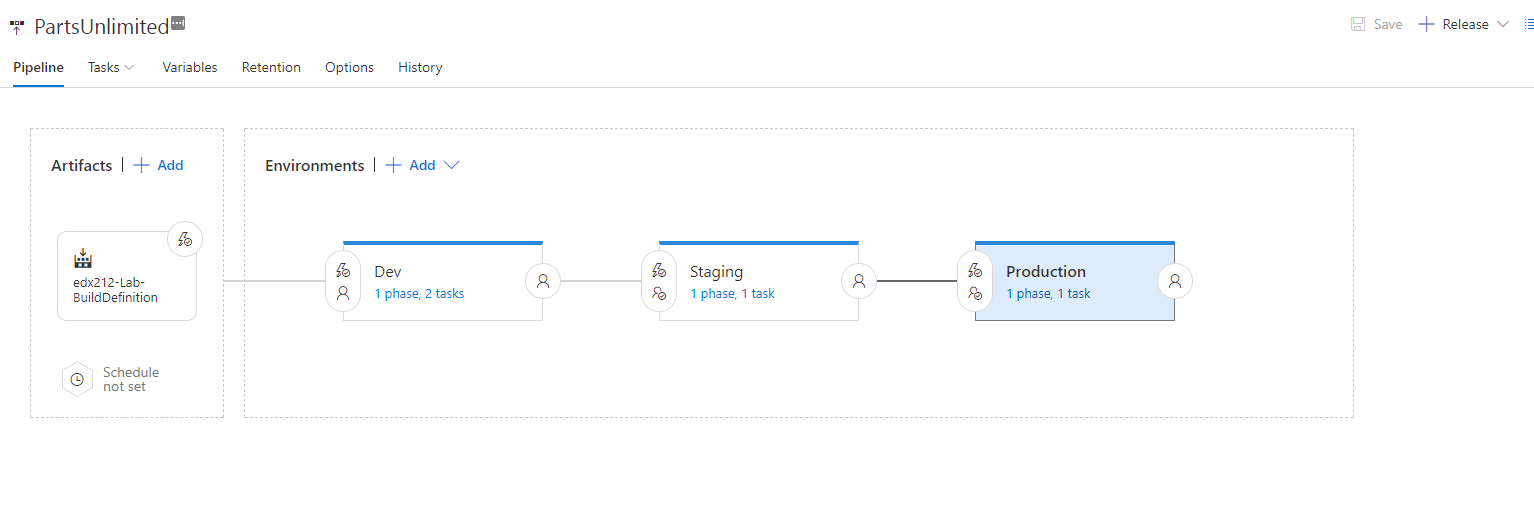 PartsUnlimited
Save
Release
Pipeline
Tasks
Variables
Retention
Options
History
Artifacts
Add
edx212-Lab-
BuildDefinition
Schedule
not set
Environments
Add
Dev
1 phase, 2 tasks
Staging
1 phase, 1 task
Production
1 phase, 1 task